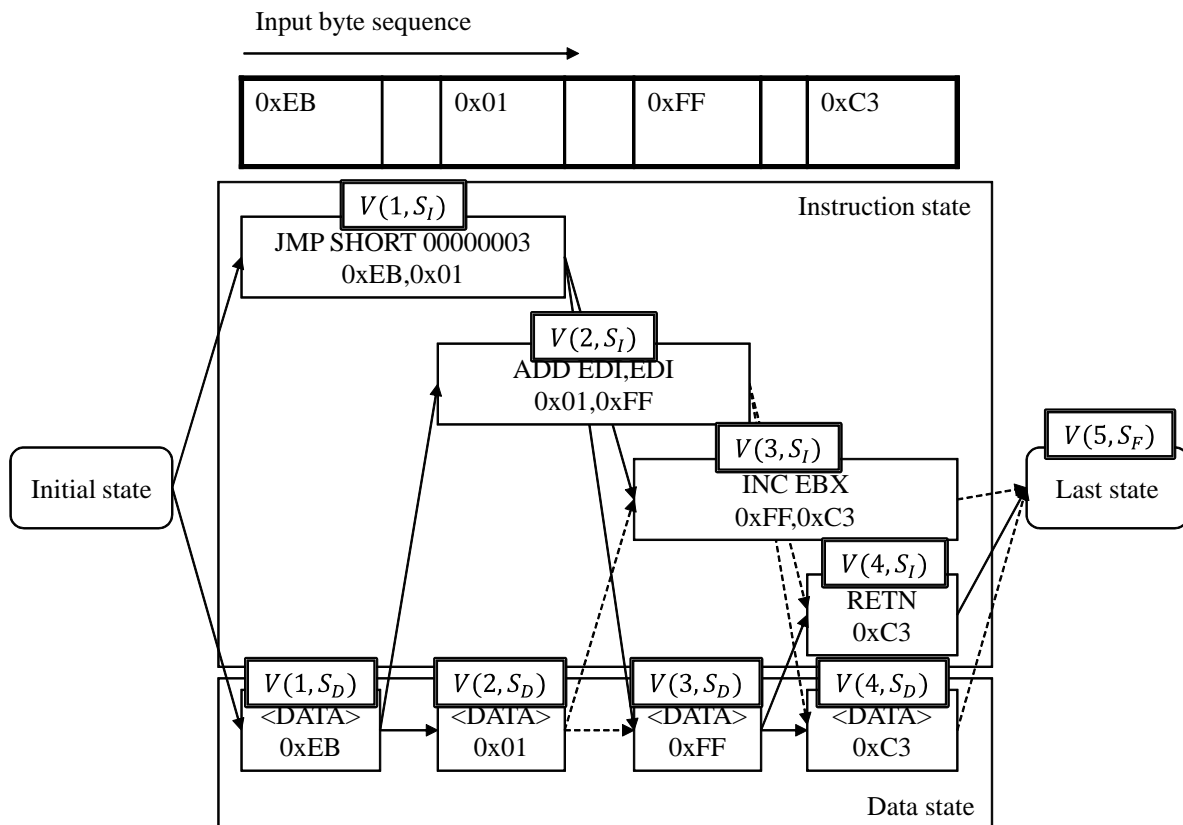 Input byte sequence
0xEB 0x01 0xFF 0xC3
V(1, S_I)
Instruction state
JMP SHORT 00000003
0xEB,0x01
V(2, S_I)
ADD EDI,EDI
0x01,0xFF
V(3, S_I)
INC EBX
0xFF,0xC3
V(5, S_F)
Initial state
Last state
V(4, S_I)
RETN
0xC3
V(1, S_D) V(2, S_D) V(3, S_D) V(4, S_D)
<DATA> <DATA> <DATA> <DATA>
0xEB 0x01 0xFF 0xC3
Data state